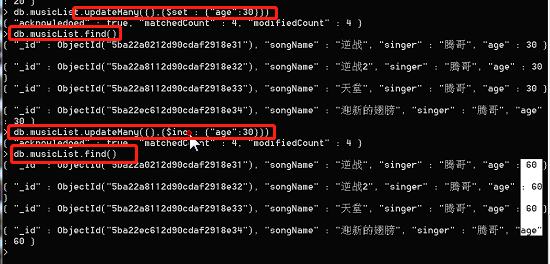 20 }
> db.musicList.updateMany({},{$set : {"age":30}})
{ "acknowledged" : true, "matchedCount" : 4, "modifiedCount" : 4 }
> db.musicList.find()
{ "_id" : ObjectId("5ba22a0212d90cdaf2918e31"), "songName" : "逆战", "singer" : "腾哥", "age" : 30 }
{ "_id" : ObjectId("5ba22a8112d90cdaf2918e32"), "songName" : "逆战2", "singer" : "腾哥", "age" : 30 }
{ "_id" : ObjectId("5ba22a8112d90cdaf2918e33"), "songName" : "天堂", "singer" : "腾哥", "age" : 30 }
{ "_id" : ObjectId("5ba22ec612d90cdaf2918e34"), "songName" : "迎新的翅膀", "singer" : "腾哥", "age" :
30 }
> db.musicList.updateMany({},{$inc : {"age":30}})
{ "acknowledged" : true, "matchedCount" : 4, "modifiedCount" : 4 }
> db.musicList.find()
{ "_id" : ObjectId("5ba22a0212d90cdaf2918e31"), "songName" : "逆战", "singer" : "腾哥", "age" : 60 }
{ "_id" : ObjectId("5ba22a8112d90cdaf2918e32"), "songName" : "逆战2", "singer" : "腾哥", "age" : 60 }
{ "_id" : ObjectId("5ba22a8112d90cdaf2918e33"), "songName" : "天堂2", "singer" : "腾哥", "age" : 60 }
{ "_id" : ObjectId("5ba22ec612d90cdaf2918e34"), "songName" : "迎新的翅膀", "singer" : "腾哥", "age" :
60 }